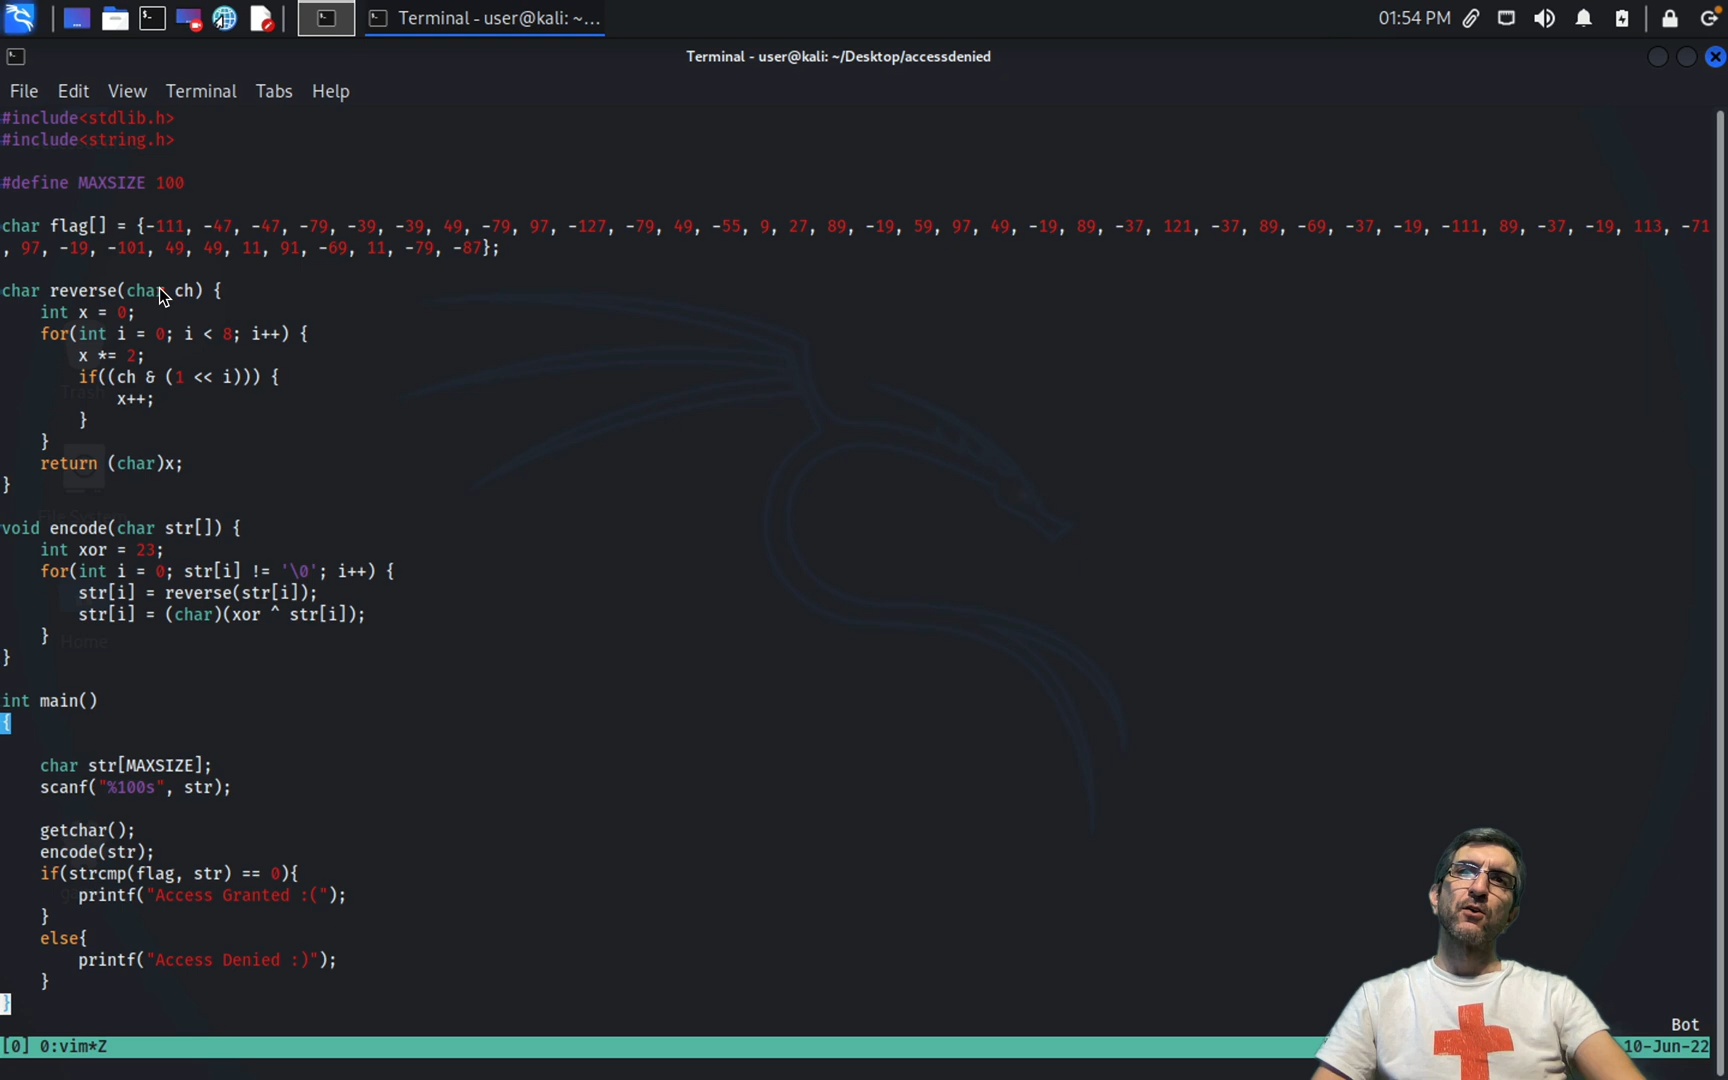 Terminal - user@kali: ~...
01:54 PM
Terminal - user@kali: ~/Desktop/accessdenied
File Edit View Terminal Tabs Help
#include<stdlib.h>
#include<string.h>
#define MAXSIZE 100
char flag[] = {-111, -47, -47, -79, -39, -39, 49, -79, 97, -127, -79, 49, -55, 9, 27, 89, -19, 59, 97, 49, -19, 89, -37, 121, -37, 89, -69, -37, -19, -111, 89, -37, -19, 113, -71
, 97, -19, -101, 49, 49, 11, 91, -69, 11, -79, -87};
char reverse(char ch) {
int x = 0;
for(int i = 0; i < 8; i++) {
x *= 2;
if((ch & (1 << i))) {
x++;
}
}
return (char)x;
}
void encode(char str[]) {
int xor = 23;
for(int i = 0; str[i] != '\0'; i++) {
str[i] = reverse(str[i]);
str[i] = (char)(xor ^ str[i]);
}
}
Home
int main()
{
char str[MAXSIZE];
scanf("%100s", str);
getchar();
encode(str);
if(strcmp(flag, str) == 0){
printf("Access Granted :(");
}
else{
printf("Access Denied :)");
}
}
Bot
[0] 0:vim*Z
10-Jun-22